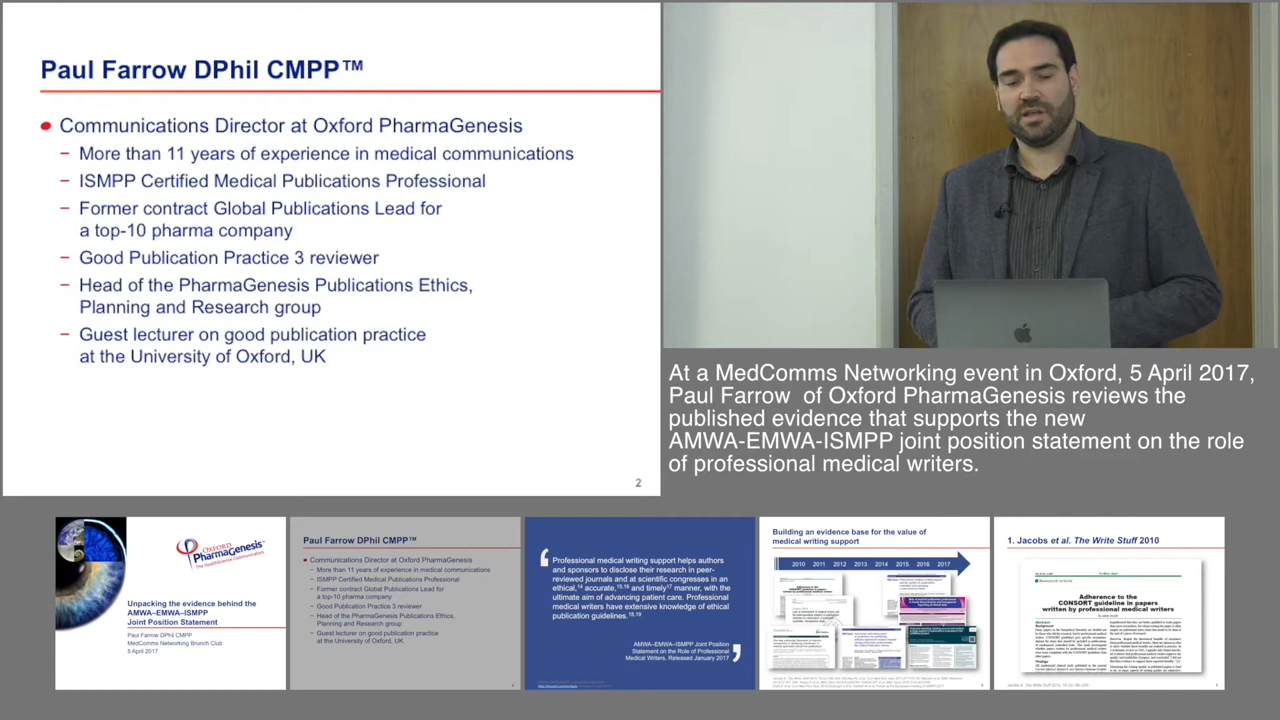 Paul Farrow DPhil CMPP™
Communications Director at Oxford PharmaGenesis
– More than 11 years of experience in medical communications
– ISMPP Certified Medical Publications Professional
– Former contract Global Publications Lead for
a top-10 pharma company
– Good Publication Practice 3 reviewer
– Head of the PharmaGenesis Publications Ethics,
Planning and Research group
– Guest lecturer on good publication practice
at the University of Oxford, UK
2
At a MedComms Networking event in Oxford, 5 April 2017,
Paul Farrow of Oxford PharmaGenesis reviews the
published evidence that supports the new
AMWA-EMWA-ISMPP joint position statement on the role
of professional medical writers.
OXFORD
PHARMAGENESIS™
Unpacking the evidence behind the
AMWA–EMWA–ISMPP
Joint Position Statement
Paul Farrow DPhil CMPP
MedComms Networking Brunch Club
5 April 2017
Paul Farrow DPhil CMPP™
Communications Director at Oxford PharmaGenesis
– More than 11 years of experience in medical communications
– ISMPP Certified Medical Publications Professional
– Former contract Global Publications Lead for
a top-10 pharma company
– Good Publication Practice 3 reviewer
– Head of the PharmaGenesis Publications Ethics,
Planning and Research group
– Guest lecturer on good publication practice
at the University of Oxford, UK
‘Professional medical writing support helps authors
and sponsors to disclose their research in peer-
reviewed journals and at scientific congresses in an
ethical,14 accurate,15,16 and timely17 manner, with the
ultimate aim of advancing patient care. Professional
medical writers have extensive knowledge of ethical
publication guidelines.18,19
AMWA–EMWA–ISMPP Joint Position
Statement on the Role of Professional
Medical Writers. Released January 2017’
Building an evidence base for the value of
medical writing support
2010 2011 2012 2013 2014 2015 2016 2017
1. Jacobs et al. The Write Stuff 2010
Adherence to the
CONSORT guideline in papers
written by professional medical writers